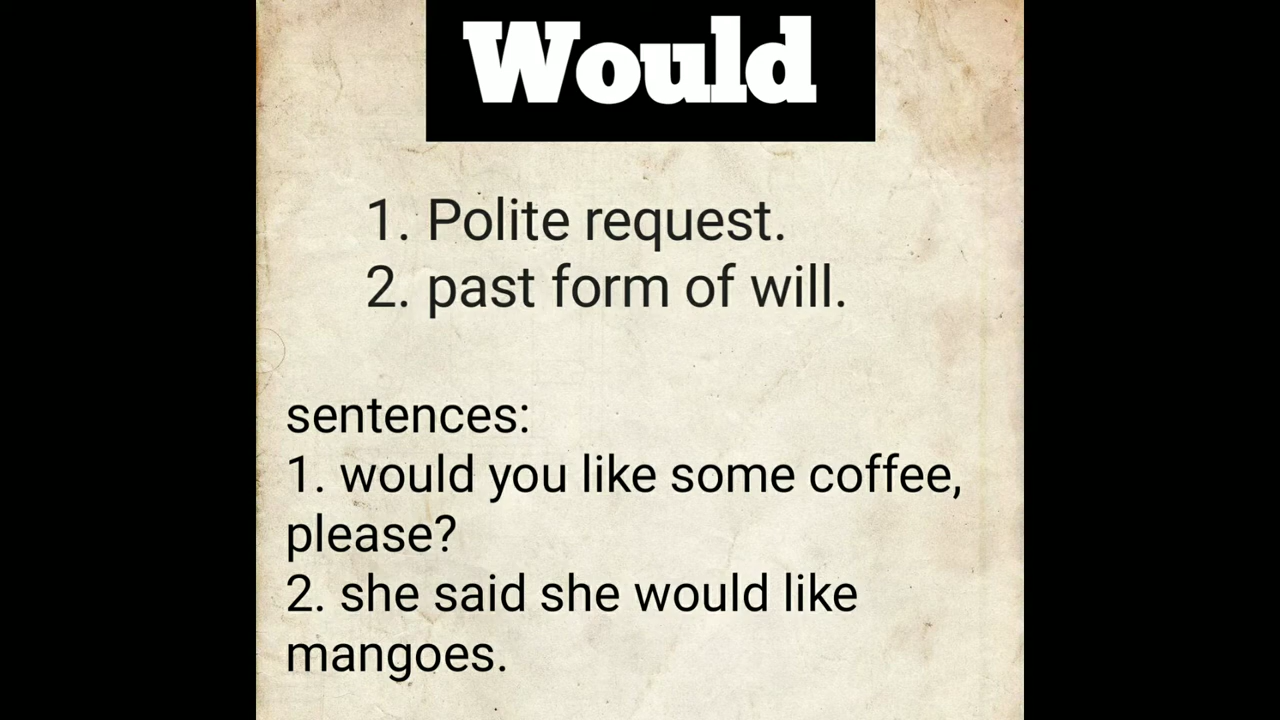 Would
1. Polite request.
2. past form of will.
sentences:
1. would you like some coffee,
please?
2. she said she would like
mangoes.